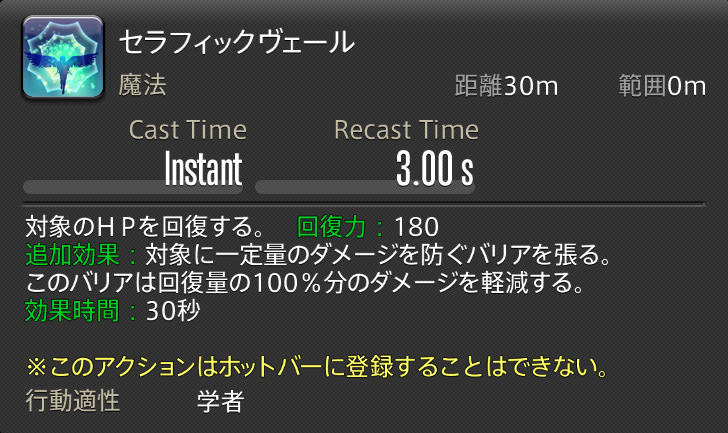 セラフィックヴェール
魔法 距離30m 範囲0m
Cast Time Recast Time
Instant 3.00 s
対象のHPを回復する。 回復力：180
追加効果：対象に一定量のダメージを防ぐバリアを張る。
このバリアは回復量の100％分のダメージを軽減する。
効果時間：30秒
※このアクションはホットバーに登録することはできない。
行動適性 学者